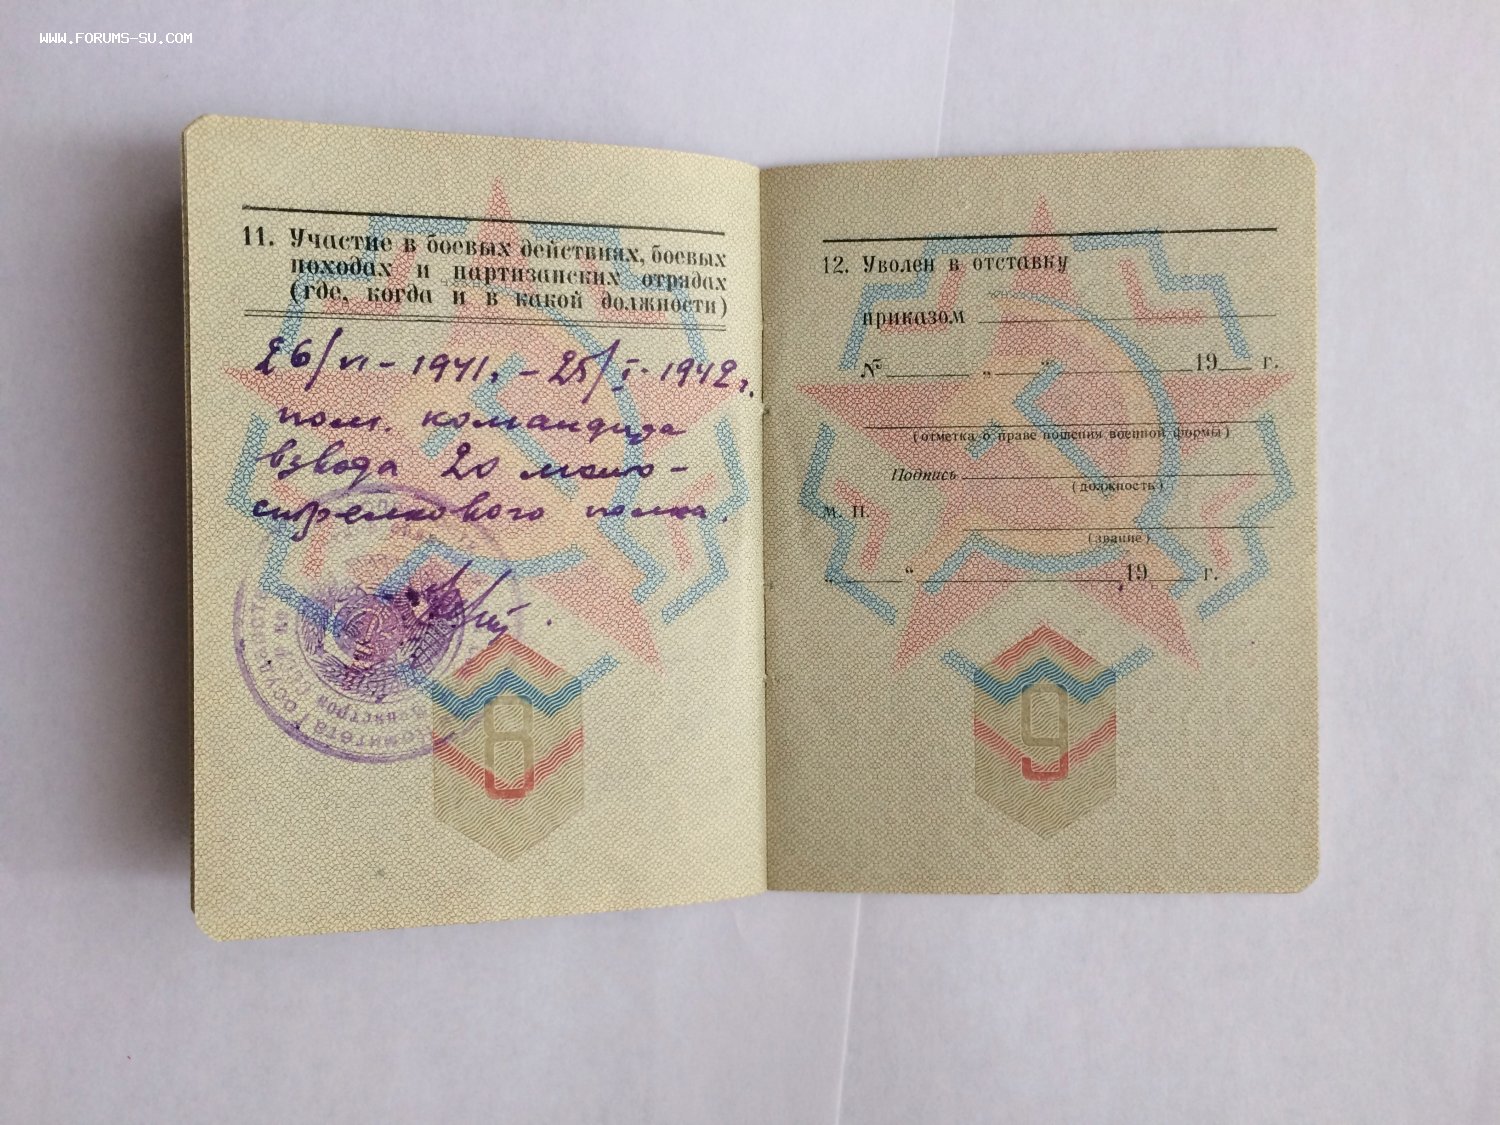 WWW.FORUMS-SU.COM
11. Участие в боевых действиях, боевых
походах и партизанских отрядах
(где, когда и в какой должности)
26/VI - 1941г. - 25/I. 1942 г.
пом. командира
взвода 20 мото-
стрелкового полка.
8
12. Уволен в отставку
приказом
№ „ “ 19 г.
(отметка о праве ношения военной формы)
Подпись
(должность)
М. П.
(звание)
„ “ 19 г.
9